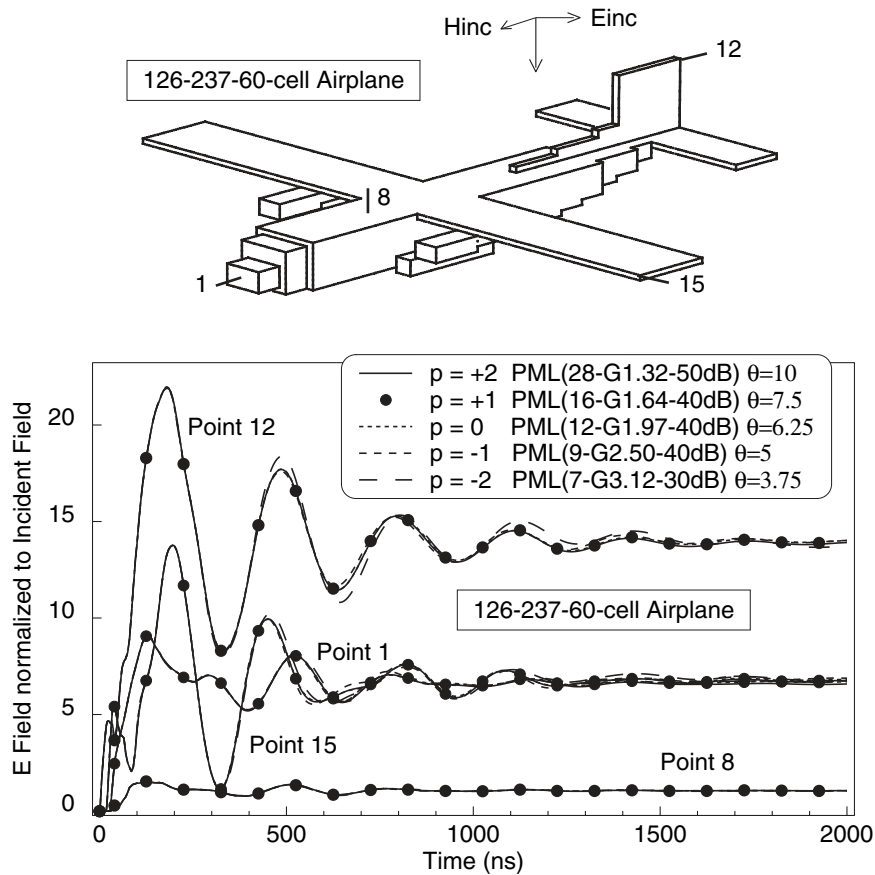 Hinc
Einc
12
126-237-60-cell Airplane
8
1
15
E Field normalized to Incident Field
20
15
10
5
0
p = +2 PML(28-G1.32-50dB) θ=10
p = +1 PML(16-G1.64-40dB) θ=7.5
p = 0 PML(12-G1.97-40dB) θ=6.25
p = -1 PML(9-G2.50-40dB) θ=5
p = -2 PML(7-G3.12-30dB) θ=3.75
Point 12
126-237-60-cell Airplane
Point 1
Point 15
Point 8
0
500
1000
1500
2000
Time (ns)